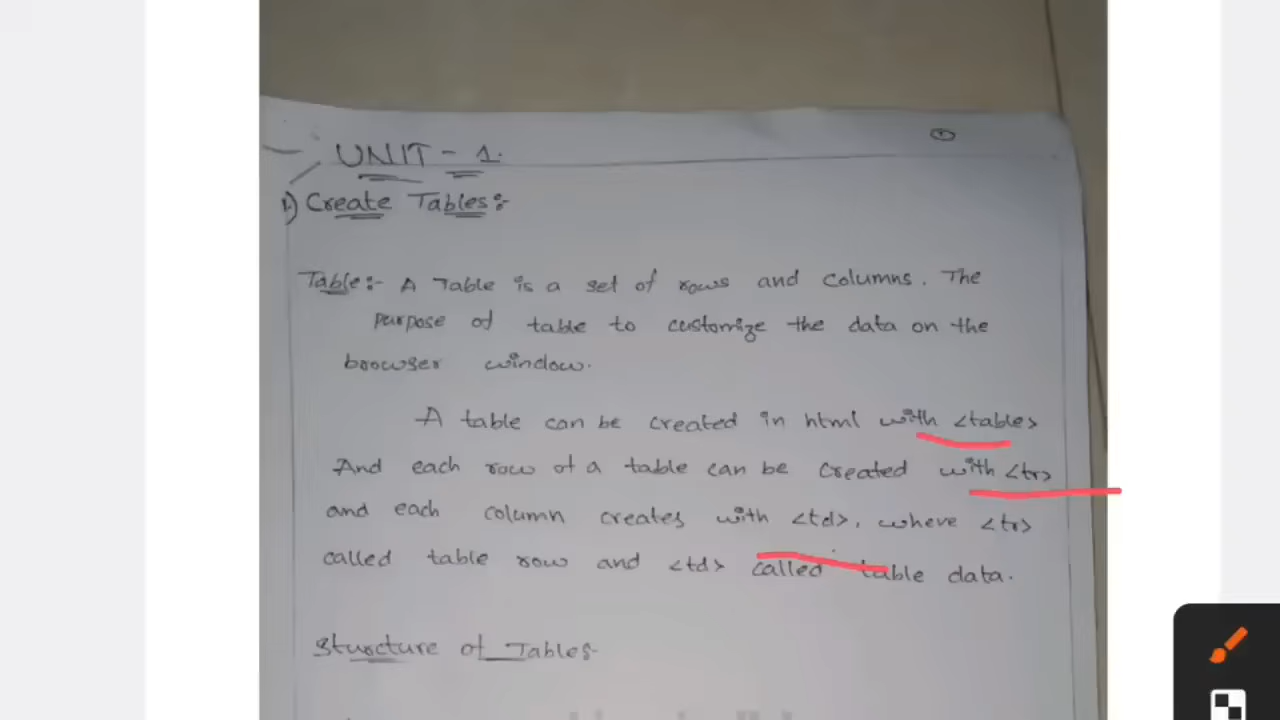 1
UNIT - 1.
1) Create Tables:-
Table:- A Table is a set of rows and columns. The
purpose of table to customize the data on the
browser window.
A table can be created in html with <table>
And each row of a table can be created with <tr>
and each column creates with <td>, where <tr>
called table row and <td> called table data.
Sturcture of Tables-